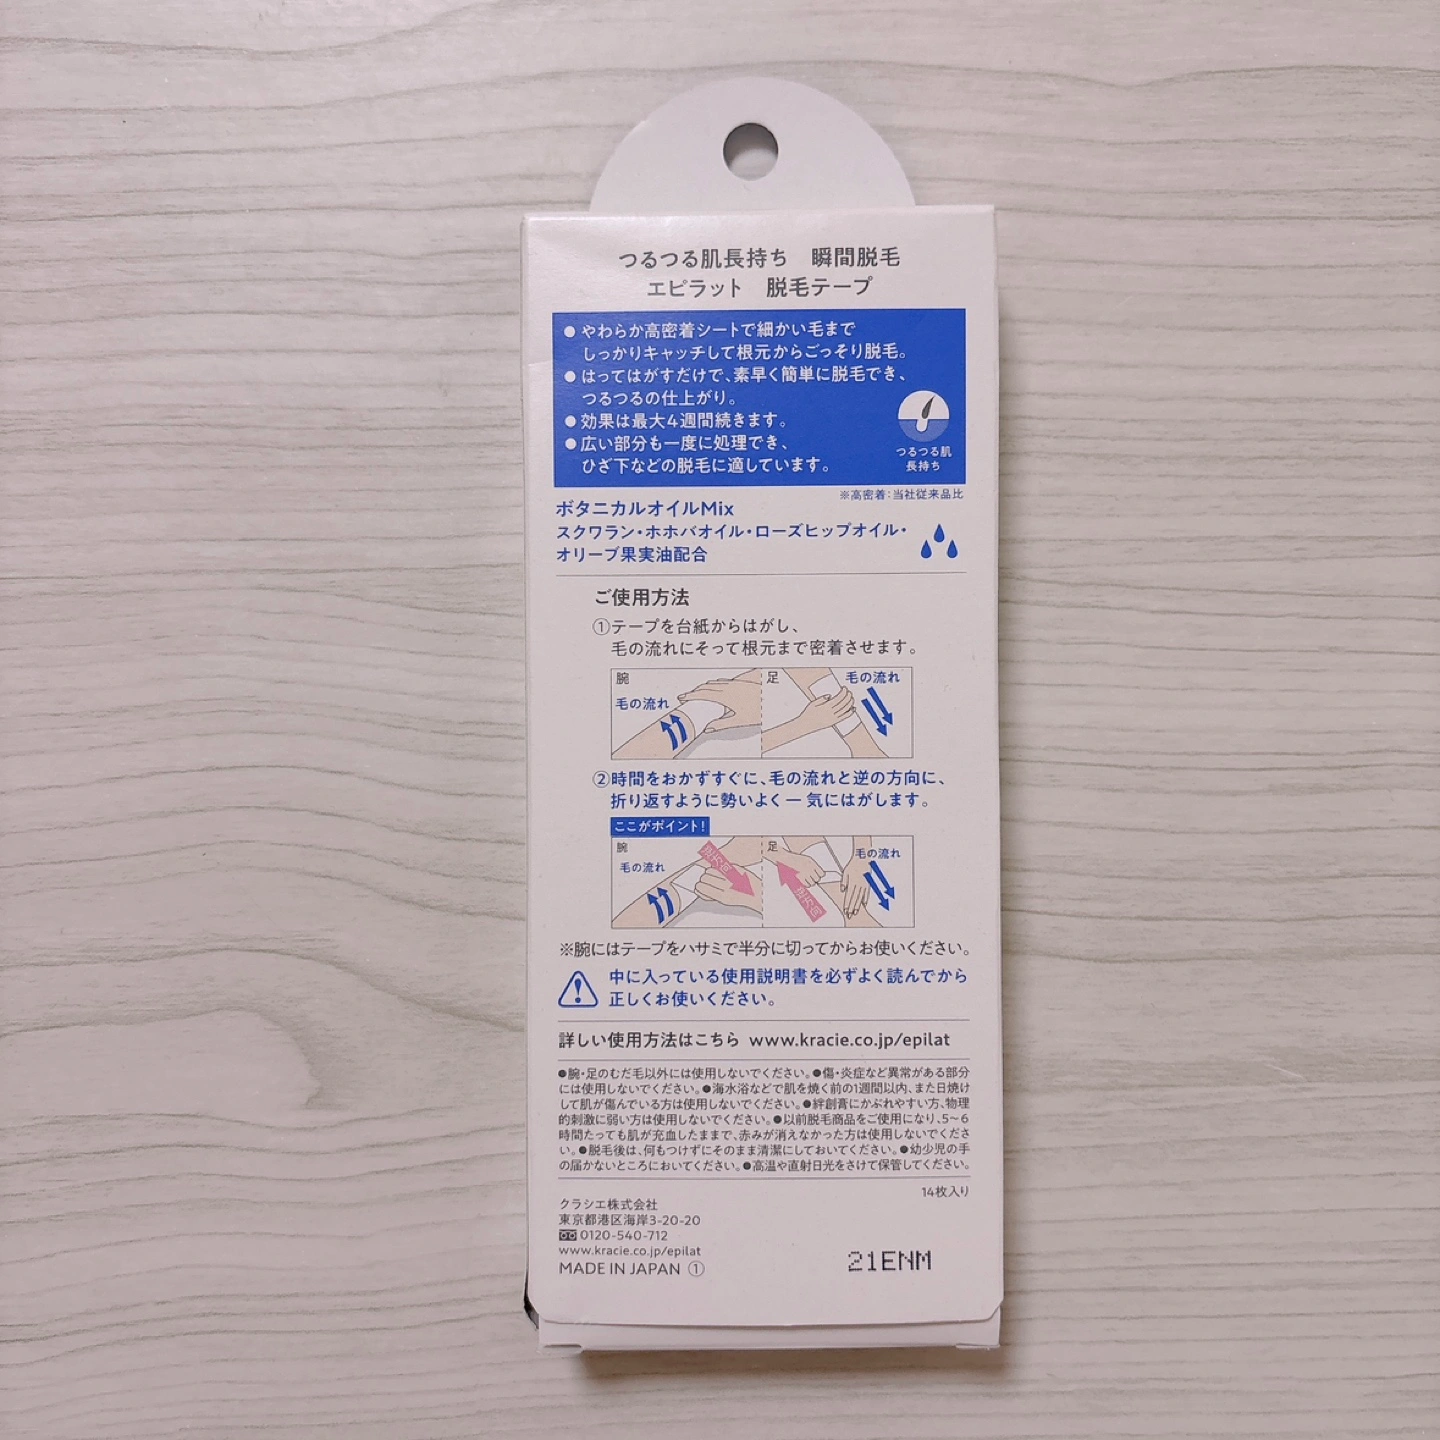 つるつる肌長持ち 瞬間脱毛
エピラット 脱毛テープ
●やわらか高密着シートで細かい毛まで
しっかりキャッチして根元からごっそり脱毛。
●はってはがすだけで、素早く簡単に脱毛でき、
つるつるの仕上がり。
●効果は最大4週間続きます。
●広い部分も一度に処理でき、
ひざ下などの脱毛に適しています。
つるつる肌
長持ち
※高密着：当社従来品比
ボタニカルオイルMix
スクワラン・ホホバオイル・ローズヒップオイル・
オリーブ果実油配合
ご使用方法
①テープを台紙からはがし、
毛の流れにそって根元まで密着させます。
腕
毛の流れ
足
毛の流れ
②時間をおかずすぐに、毛の流れと逆の方向に、
折り返すように勢いよく一気にはがします。
ここがポイント!
腕
毛の流れ
逆方向
足
毛の流れ
逆方向
※腕にはテープをハサミで半分に切ってからお使いください。
中に入っている使用説明書を必ずよく読んでから
正しくお使いください。
詳しい使用方法はこちら www.kracie.co.jp/epilat
●腕・足のむだ毛以外には使用しないでください。●傷・炎症など異常がある部分
には使用しないでください。●海水浴などで肌を焼く前の1週間以内、また日焼け
して肌が傷んでいる方は使用しないでください。●絆創膏にかぶれやすい方、物理
的刺激に弱い方は使用しないでください。●以前脱毛商品をご使用になり、5〜6
時間たっても肌が充血したままで、赤みが消えなかった方は使用しないでくださ
い。●脱毛後は、何もつけずにそのまま清潔にしておいてください。●幼少児の手
の届かないところにおいてください。●高温や直射日光をさけて保管してください。
14枚入り
クラシエ株式会社
東京都港区海岸3-20-20
0120-540-712
www.kracie.co.jp/epilat
MADE IN JAPAN ①
21ENM